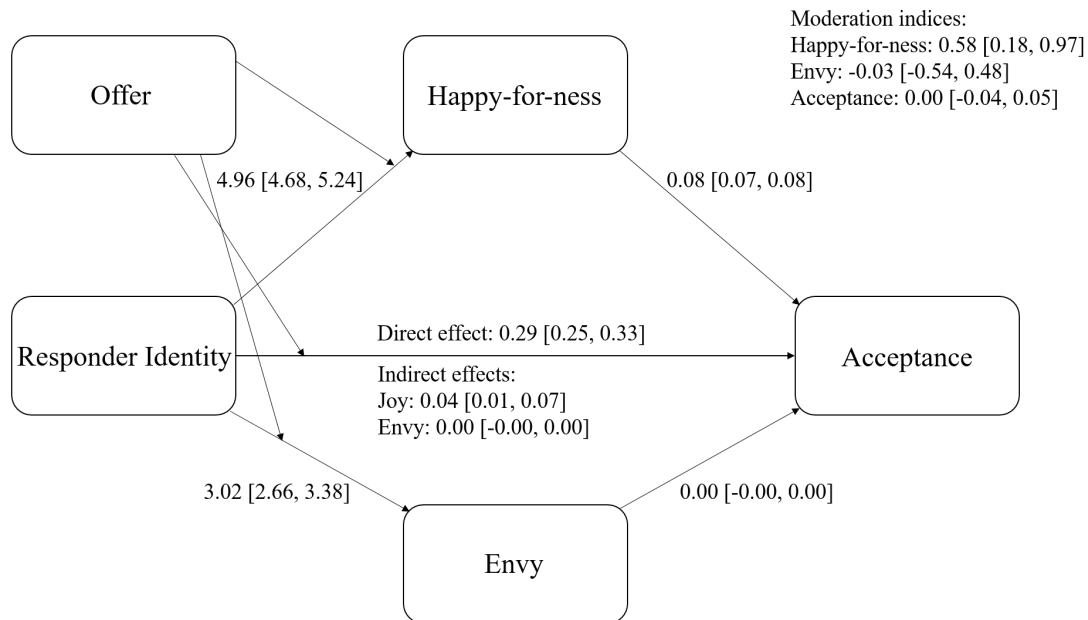 Moderation indices:
Happy-for-ness: 0.58 [0.18, 0.97]
Envy: -0.03 [-0.54, 0.48]
Acceptance: 0.00 [-0.04, 0.05]
Offer
Happy-for-ness
4.96 [4.68, 5.24]
0.08 [0.07, 0.08]
Responder Identity
Direct effect: 0.29 [0.25, 0.33]
Indirect effects:
Joy: 0.04 [0.01, 0.07]
Envy: 0.00 [-0.00, 0.00]
Acceptance
3.02 [2.66, 3.38]
0.00 [-0.00, 0.00]
Envy